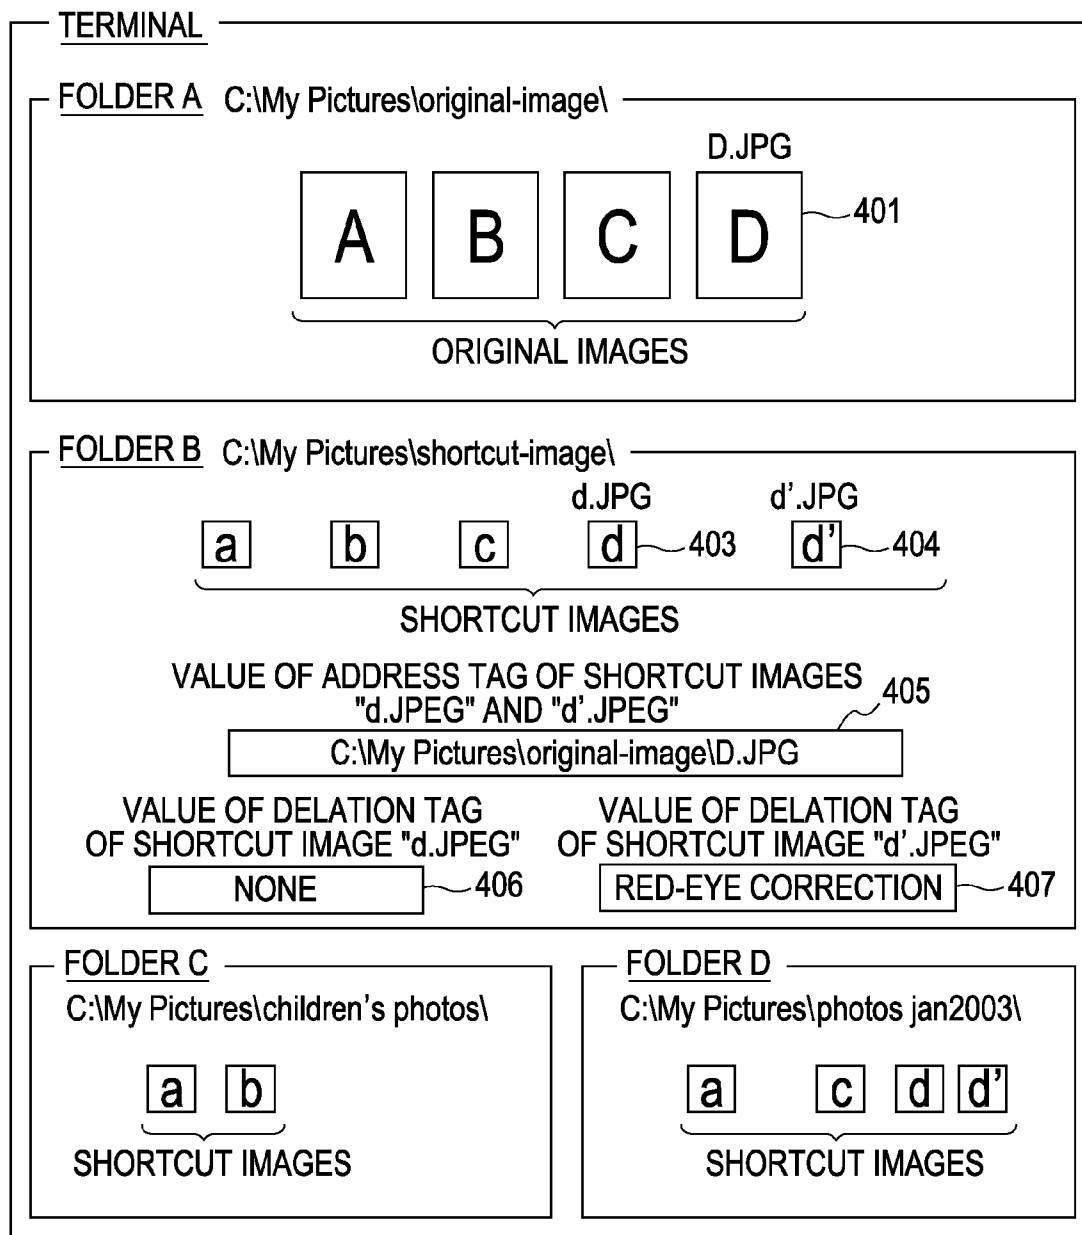 TERMINAL
FOLDER A C:\My Pictures\original-image\
D.JPG
A B C D 401
ORIGINAL IMAGES
FOLDER B C:\My Pictures\shortcut-image\
d.JPG d'.JPG
a b c d 403 d' 404
SHORTCUT IMAGES
VALUE OF ADDRESS TAG OF SHORTCUT IMAGES
"d.JPEG" AND "d'.JPEG"
405
C:\My Pictures\original-image\D.JPG
VALUE OF DELATION TAG
OF SHORTCUT IMAGE "d.JPEG"
NONE 406
VALUE OF DELATION TAG
OF SHORTCUT IMAGE "d'.JPEG"
RED-EYE CORRECTION 407
FOLDER C
C:\My Pictures\children's photos\
a b
SHORTCUT IMAGES
FOLDER D
C:\My Pictures\photos jan2003\
a c d d'
SHORTCUT IMAGES